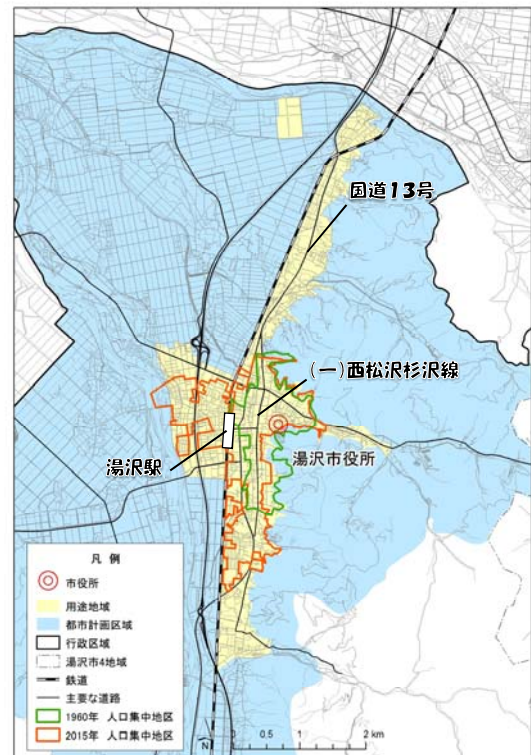 国道13号
(一)西松沢杉沢線
湯沢駅
湯沢市役所
凡 例
市役所
用途地域
都市計画区域
行政区域
湯沢市4地域
鉄道
主要な道路
1960年 人口集中地区
2015年 人口集中地区
N
0 0.5 1 2 km